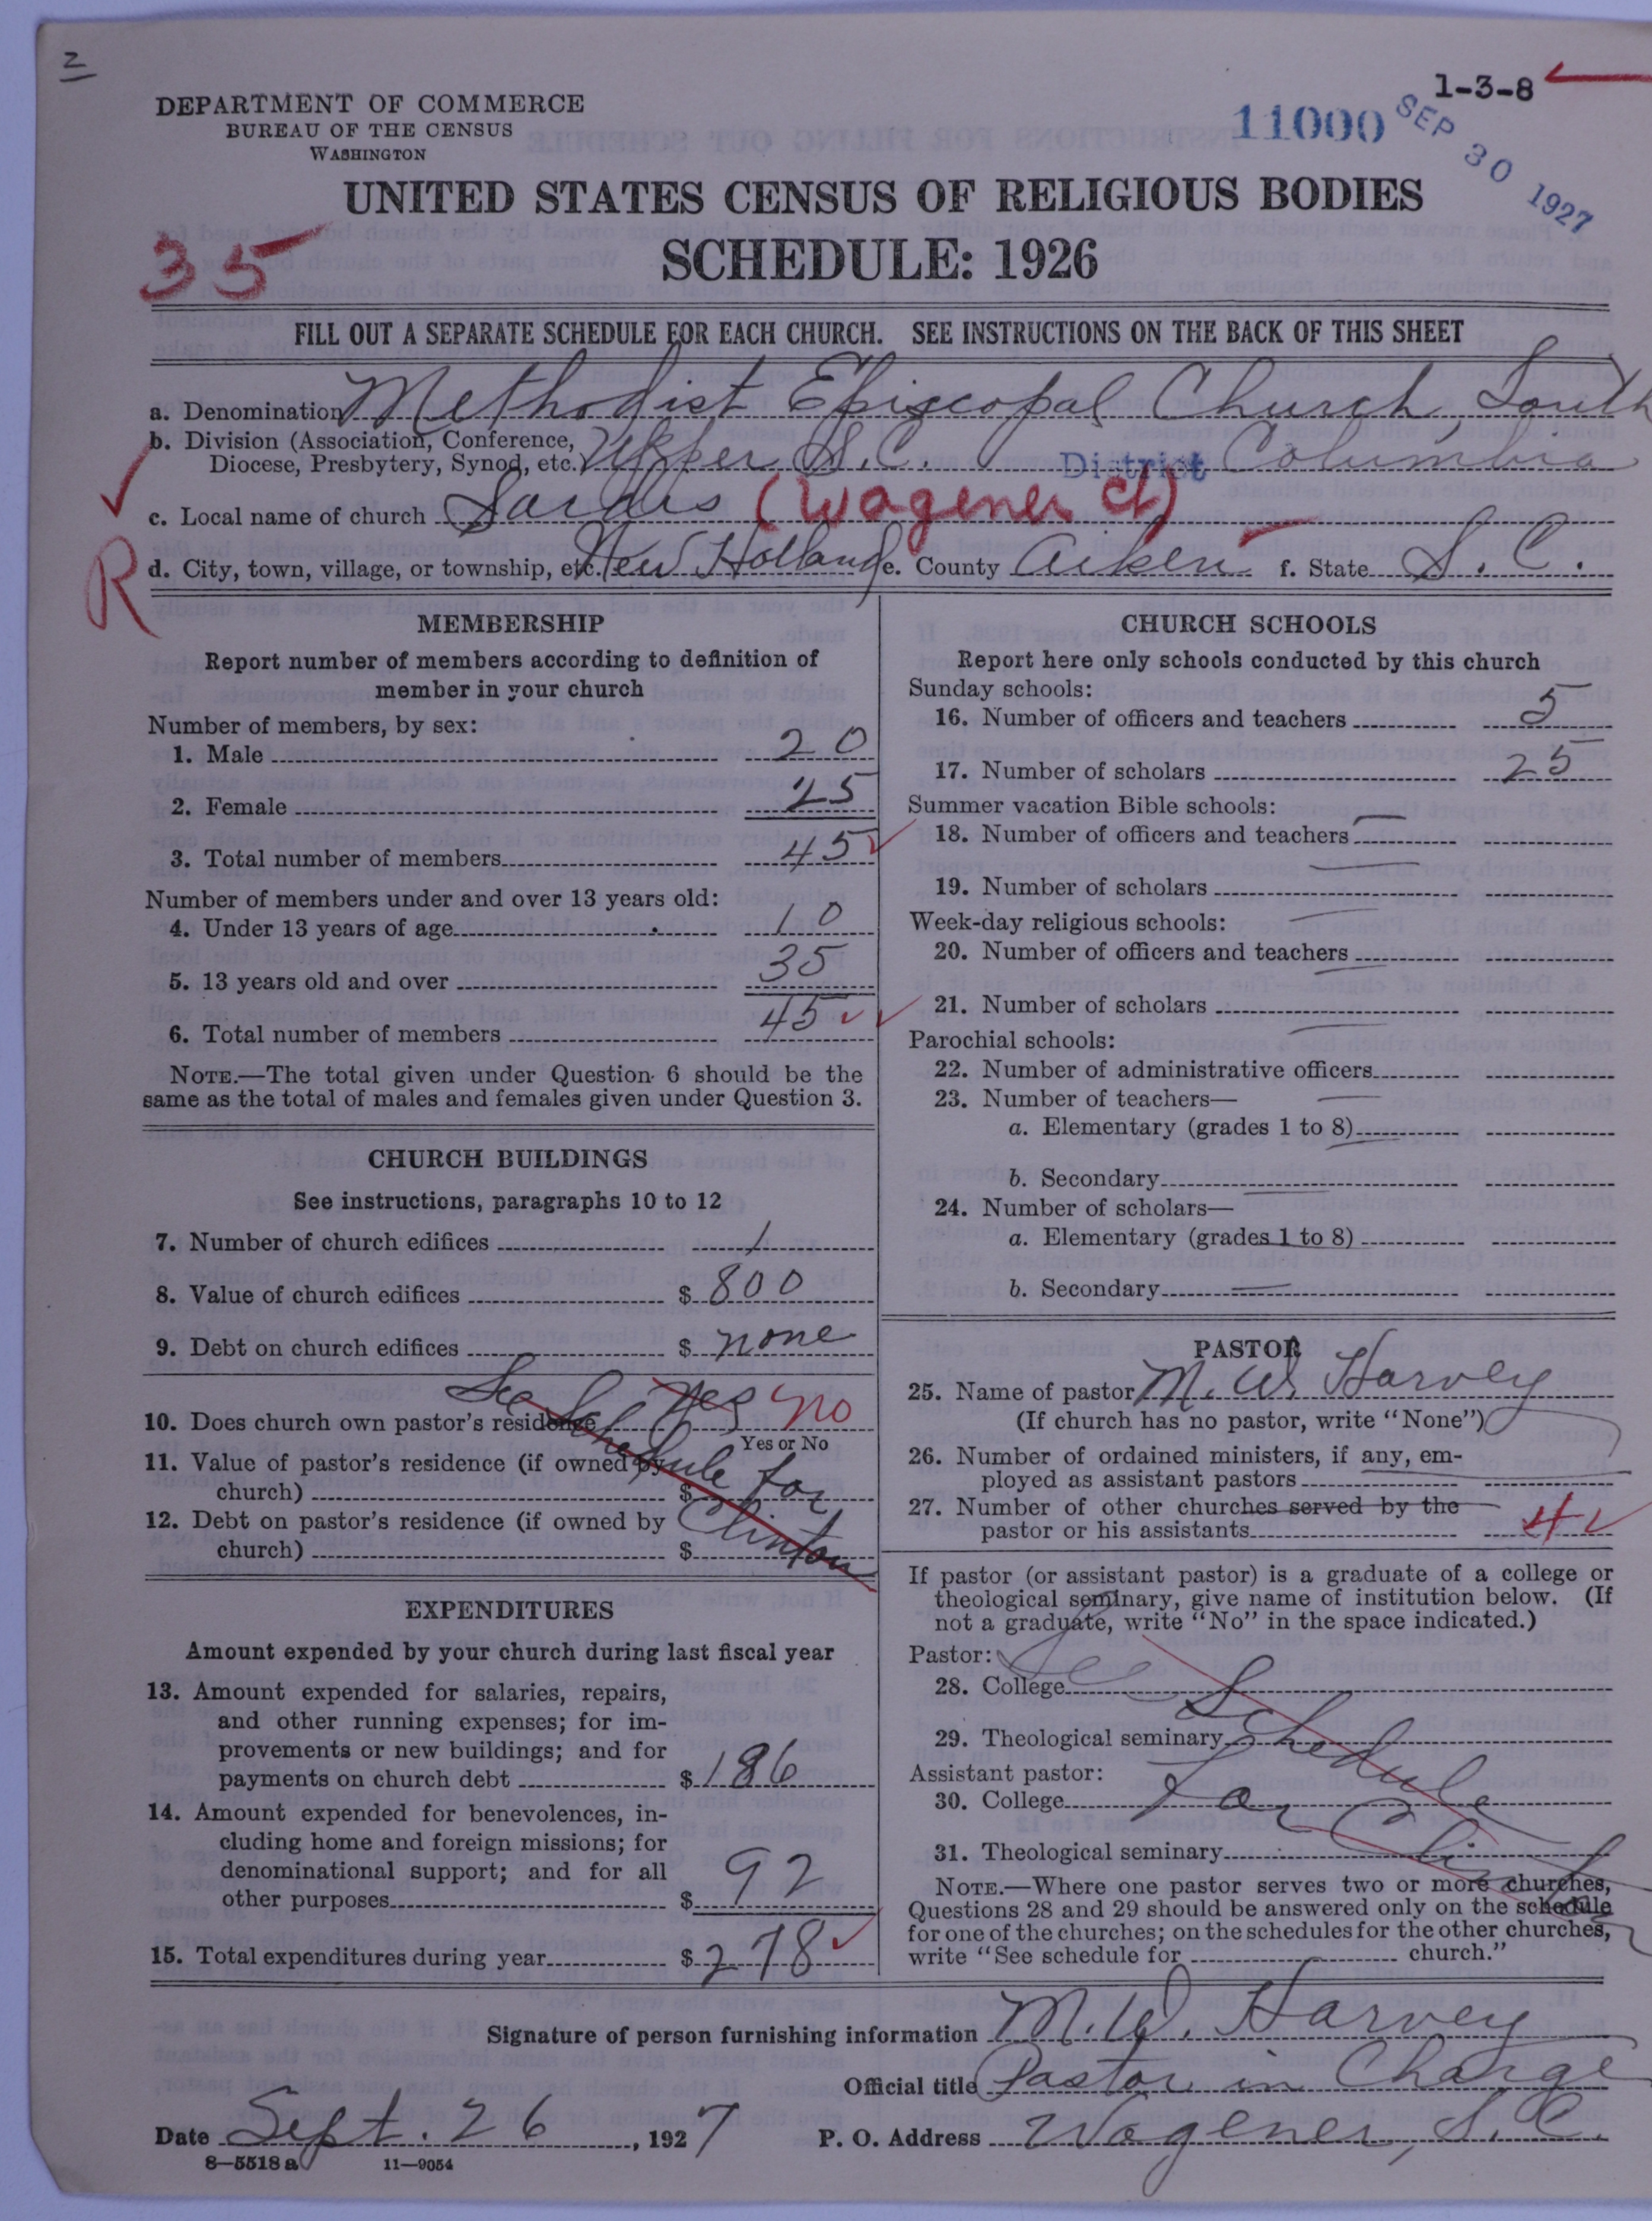 2
1-3-8
11000
SEP 30 1927
DEPARTMENT OF COMMERCE
BUREAU OF THE CENSUS
WASHINGTON
UNITED STATES CENSUS OF RELIGIOUS BODIES
SCHEDULE: 1926
35
FILL OUT A SEPARATE SCHEDULE FOR EACH CHURCH. SEE INSTRUCTIONS ON THE BACK OF THIS SHEET
a. Denomination Methodist Episcopal Church, South
b. Division (Association, Conference,
Diocese, Presbytery, Synod, etc.) Upper S.C. District Columbia
c. Local name of church Sardis (Wagener Ct)
R
d. City, town, village, or township, etc. New Holland e. County Aiken f. State S. C.
MEMBERSHIP
Report number of members according to definition of
member in your church
Number of members, by sex:
1. Male 20
2. Female 25
3. Total number of members 45
Number of members under and over 13 years old:
4. Under 13 years of age 10
5. 13 years old and over 35
6. Total number of members 45
NOTE.—The total given under Question 6 should be the
same as the total of males and females given under Question 3.
CHURCH BUILDINGS
See instructions, paragraphs 10 to 12
7. Number of church edifices 1
8. Value of church edifices $ 800
9. Debt on church edifices $ none
See Schedule for Clinton
10. Does church own pastor's residence Yes No
Yes or No
11. Value of pastor's residence (if owned by
church) $
12. Debt on pastor's residence (if owned by
church) $
EXPENDITURES
Amount expended by your church during last fiscal year
13. Amount expended for salaries, repairs,
and other running expenses; for im-
provements or new buildings; and for
payments on church debt $ 186
14. Amount expended for benevolences, in-
cluding home and foreign missions; for
denominational support; and for all
other purposes $ 92
15. Total expenditures during year $ 278
CHURCH SCHOOLS
Report here only schools conducted by this church
Sunday schools:
16. Number of officers and teachers 5
17. Number of scholars 25
Summer vacation Bible schools:
18. Number of officers and teachers
19. Number of scholars
Week-day religious schools:
20. Number of officers and teachers
21. Number of scholars
Parochial schools:
22. Number of administrative officers
23. Number of teachers—
a. Elementary (grades 1 to 8)
b. Secondary
24. Number of scholars—
a. Elementary (grades 1 to 8)
b. Secondary
PASTOR
25. Name of pastor M. W. Harvey
(If church has no pastor, write "None")
26. Number of ordained ministers, if any, em-
ployed as assistant pastors
27. Number of other churches served by the
pastor or his assistants 4
If pastor (or assistant pastor) is a graduate of a college or
theological seminary, give name of institution below. (If
not a graduate, write "No" in the space indicated.)
Pastor: See
28. College
Schedule
29. Theological seminary
Assistant pastor:
30. College for
Clinton
31. Theological seminary
NOTE.—Where one pastor serves two or more churches,
Questions 28 and 29 should be answered only on the schedule
for one of the churches; on the schedules for the other churches,
write "See schedule for church."
Signature of person furnishing information M. W. Harvey
Official title Pastor in Charge
Date Sept. 26, 1927 P. O. Address Wagener, S.C.
8—5518 a 11—9054